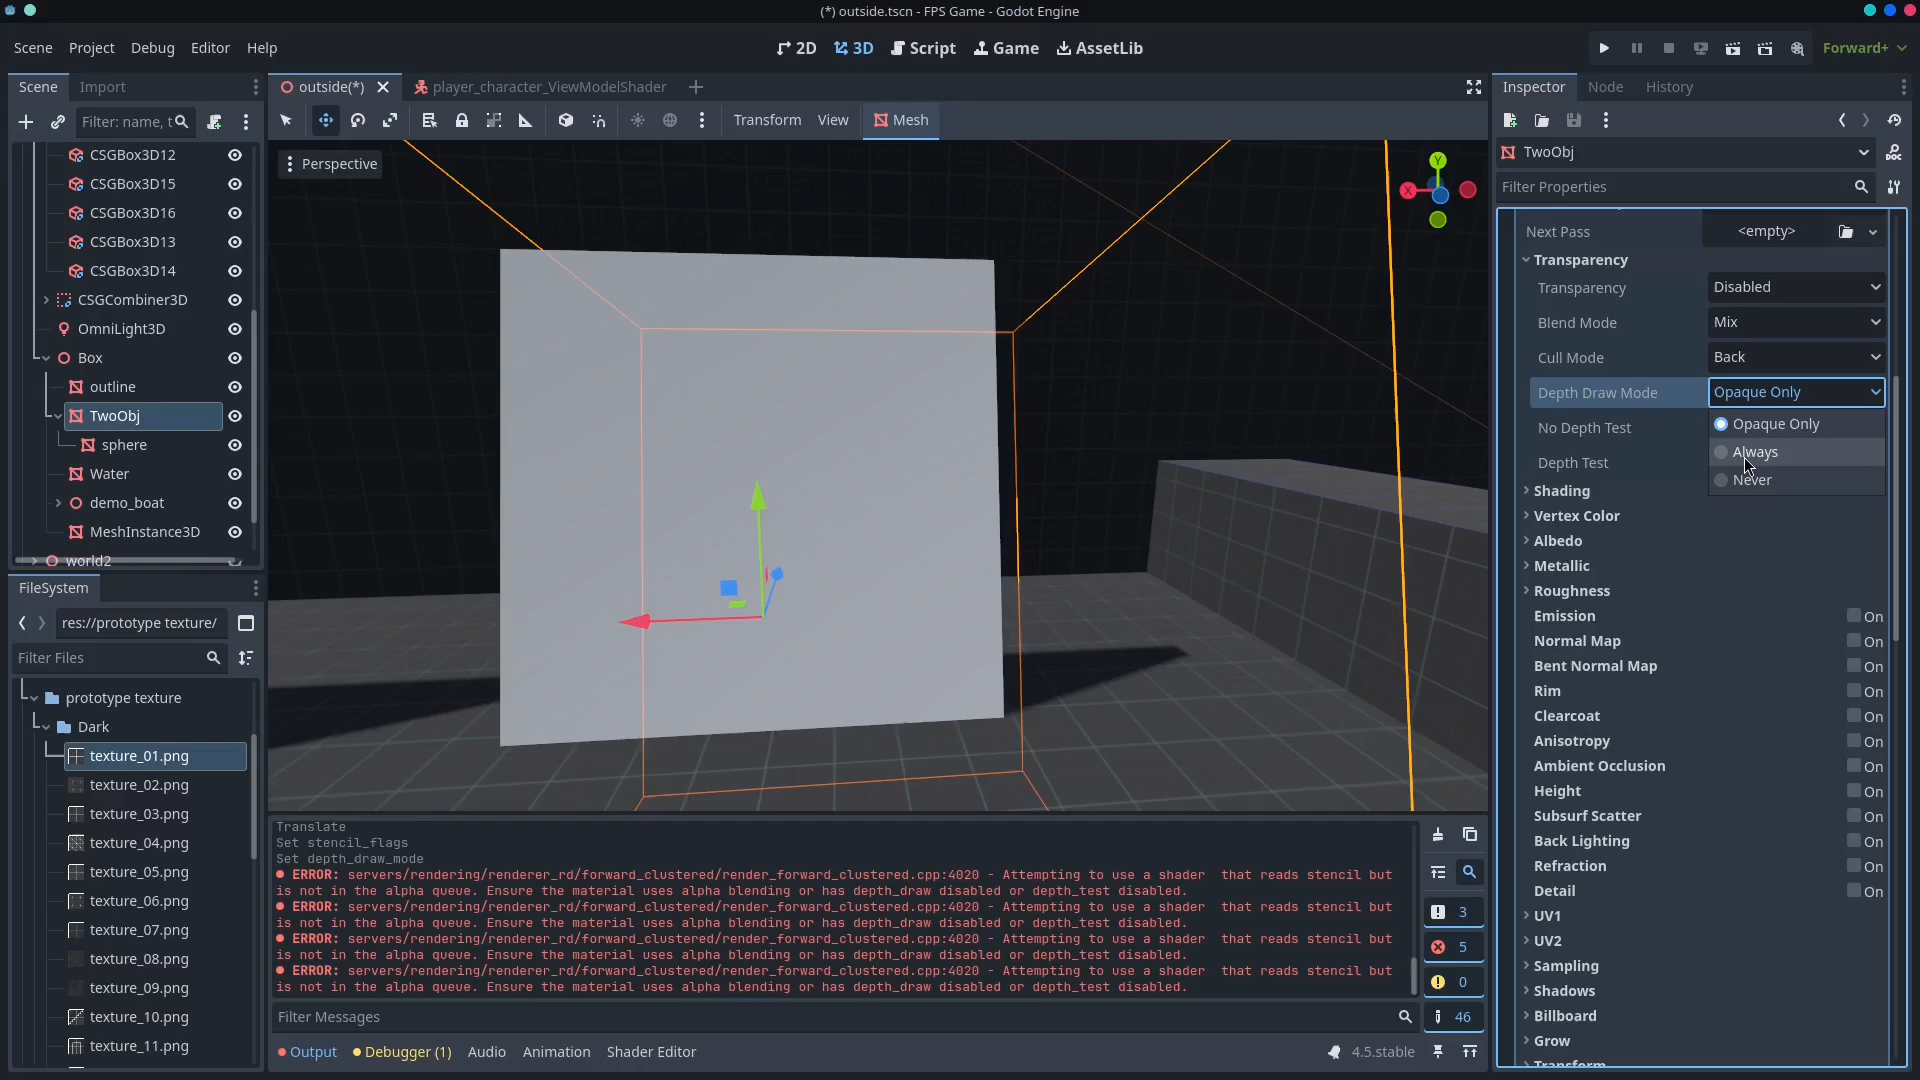 (*) outside.tscn - FPS Game - Godot Engine
Scene Project Debug Editor Help
2D 3D Script Game AssetLib
Forward+
Scene Import
Filter: name, t
CSGBox3D12
CSGBox3D15
CSGBox3D16
CSGBox3D13
CSGBox3D14
CSGCombiner3D
OmniLight3D
Box
outline
TwoObj
sphere
Water
demo_boat
MeshInstance3D
world2
FileSystem
res://prototype texture/
Filter Files
prototype texture
Dark
texture_01.png
texture_02.png
texture_03.png
texture_04.png
texture_05.png
texture_06.png
texture_07.png
texture_08.png
texture_09.png
texture_10.png
texture_11.png
outside(*) player_character_ViewModelShader
Transform View Mesh
Perspective
Y
X
Translate
Set stencil_flags
Set depth_draw_mode
ERROR: servers/rendering/renderer_rd/forward_clustered/render_forward_clustered.cpp:4020 - Attempting to use a shader  that reads stencil but
is not in the alpha queue. Ensure the material uses alpha blending or has depth_draw disabled or depth_test disabled.
ERROR: servers/rendering/renderer_rd/forward_clustered/render_forward_clustered.cpp:4020 - Attempting to use a shader  that reads stencil but
is not in the alpha queue. Ensure the material uses alpha blending or has depth_draw disabled or depth_test disabled.
ERROR: servers/rendering/renderer_rd/forward_clustered/render_forward_clustered.cpp:4020 - Attempting to use a shader  that reads stencil but
is not in the alpha queue. Ensure the material uses alpha blending or has depth_draw disabled or depth_test disabled.
ERROR: servers/rendering/renderer_rd/forward_clustered/render_forward_clustered.cpp:4020 - Attempting to use a shader  that reads stencil but
is not in the alpha queue. Ensure the material uses alpha blending or has depth_draw disabled or depth_test disabled.
3
5
0
46
Filter Messages
Output Debugger (1) Audio Animation Shader Editor
4.5.stable
Inspector Node History
TwoObj
DOC
Filter Properties
Next Pass <empty>
Transparency
Transparency Disabled
Blend Mode Mix
Cull Mode Back
Depth Draw Mode Opaque Only
No Depth Test
Depth Test
Opaque Only
Always
Never
Shading
Vertex Color
Albedo
Metallic
Roughness
Emission On
Normal Map On
Bent Normal Map On
Rim On
Clearcoat On
Anisotropy On
Ambient Occlusion On
Height On
Subsurf Scatter On
Back Lighting On
Refraction On
Detail On
UV1
UV2
Sampling
Shadows
Billboard
Grow
Transform